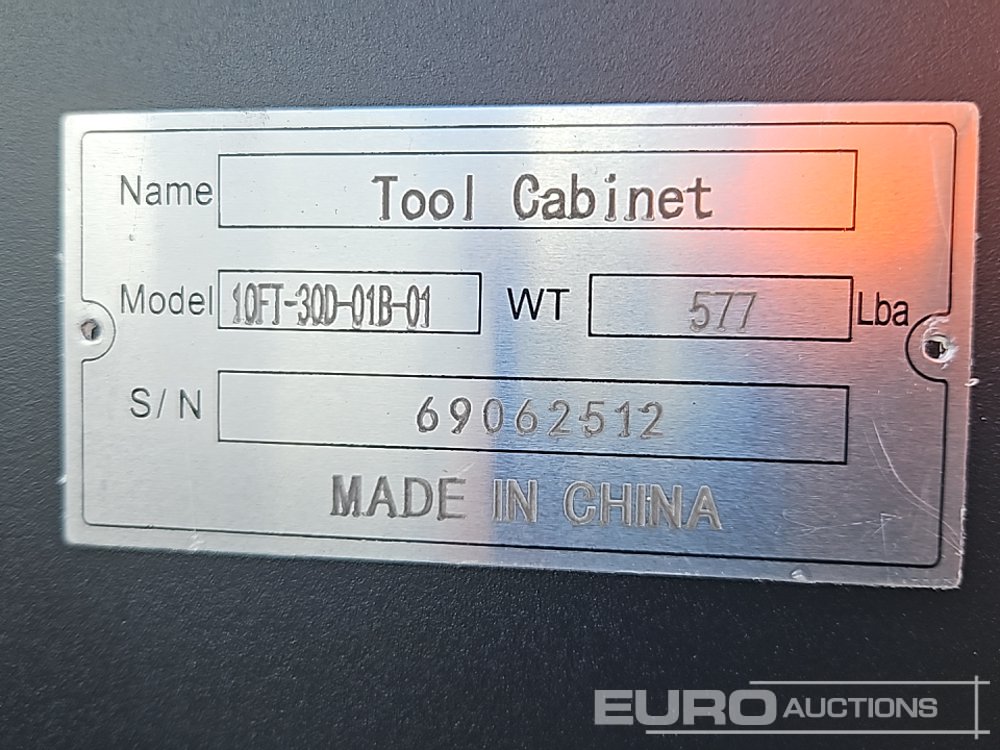 Name Tool Cabinet
Model 10FT-30D-01B-01 WT 577 Lba
S/N 69062512
MADE IN CHINA
EURO AUCTIONS